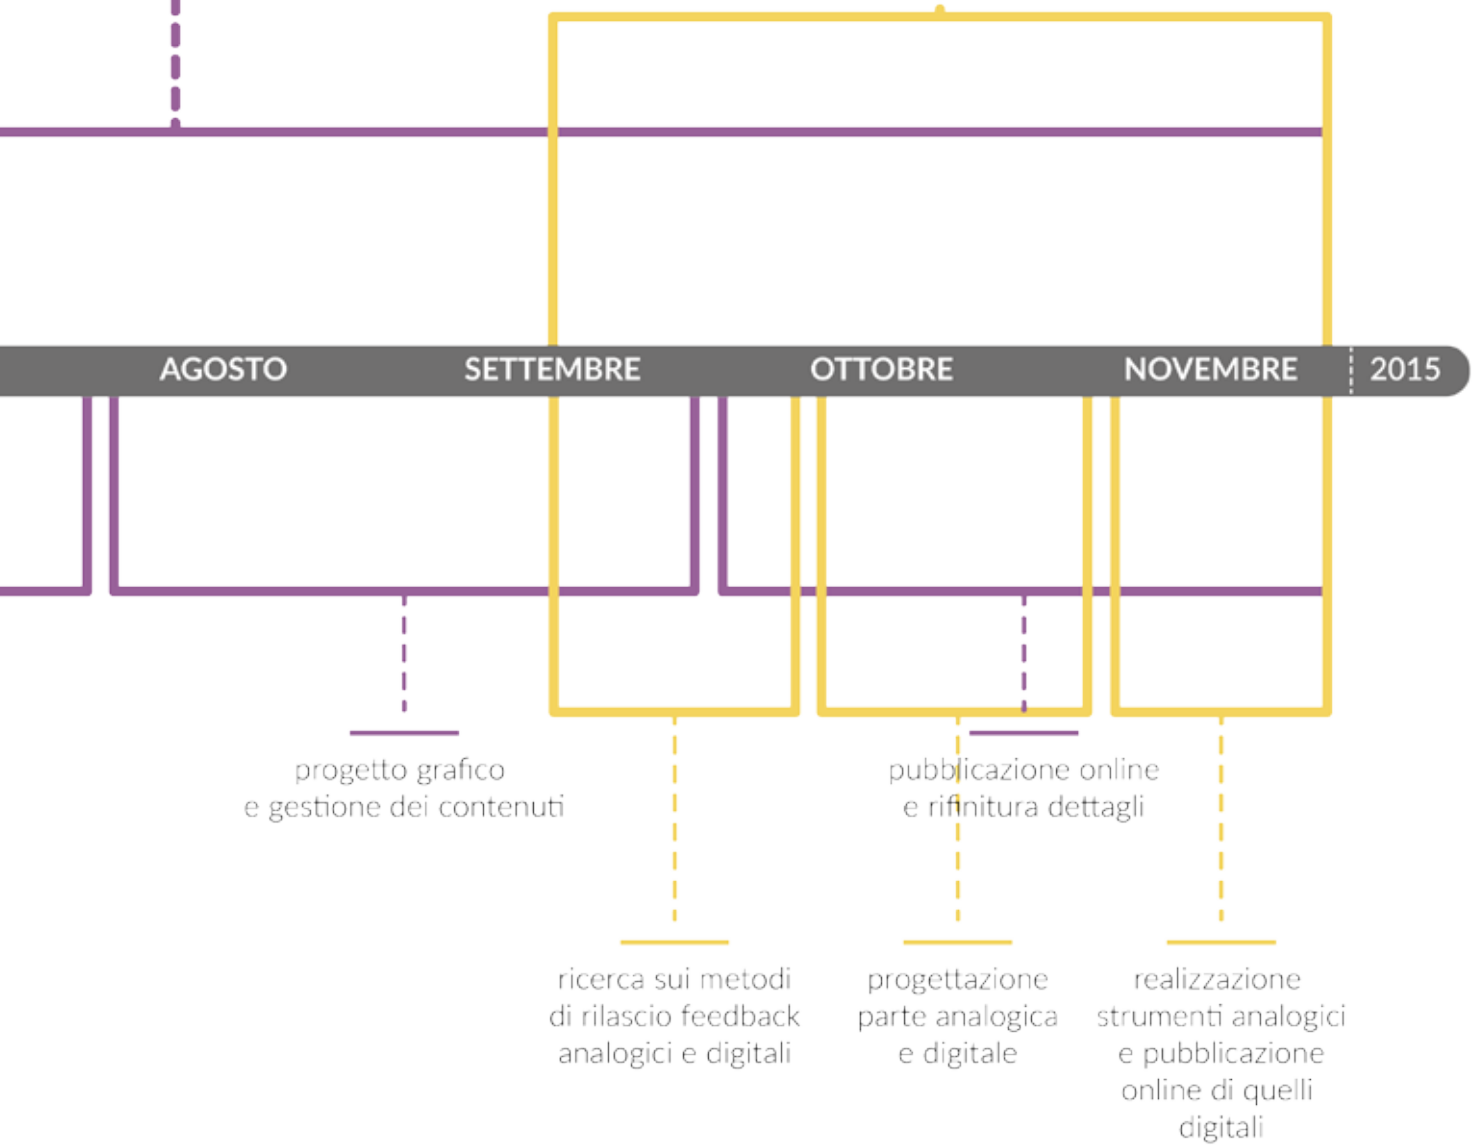 AGOSTO SETTEMBRE OTTOBRE NOVEMBRE 2015
progetto grafico
e gestione dei contenuti
pubblicazione online
e rifinitura dettagli
ricerca sui metodi
di rilascio feedback
analogici e digitali
progettazione
parte analogica
e digitale
realizzazione
strumenti analogici
e pubblicazione
online di quelli
digitali